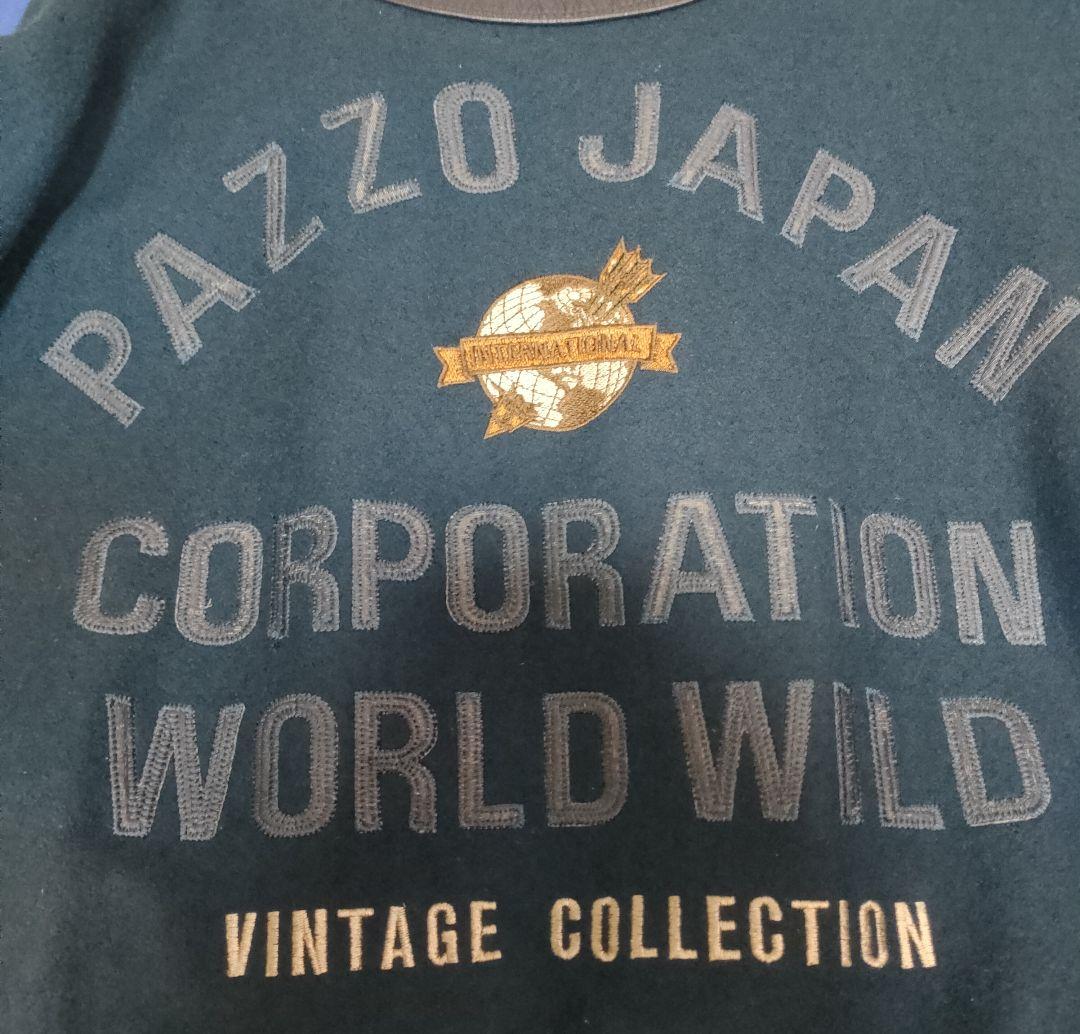 PAZZO JAPAN
INTERNATIONAL
CORPORATION
WORLD WILD
VINTAGE COLLECTION